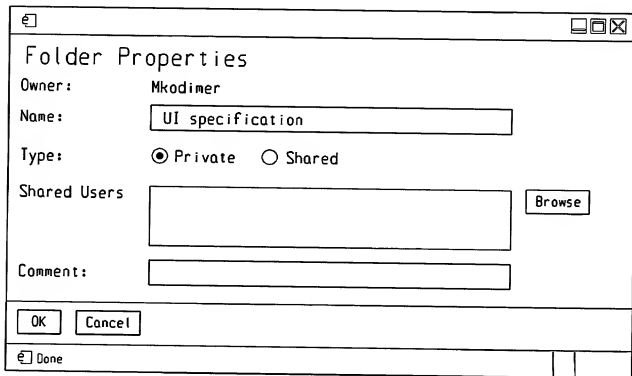 Folder Properties
Owner: Mkodimer
Name: UI specification
Type: Private Shared
Shared Users Browse
Comment:
OK Cancel
Done